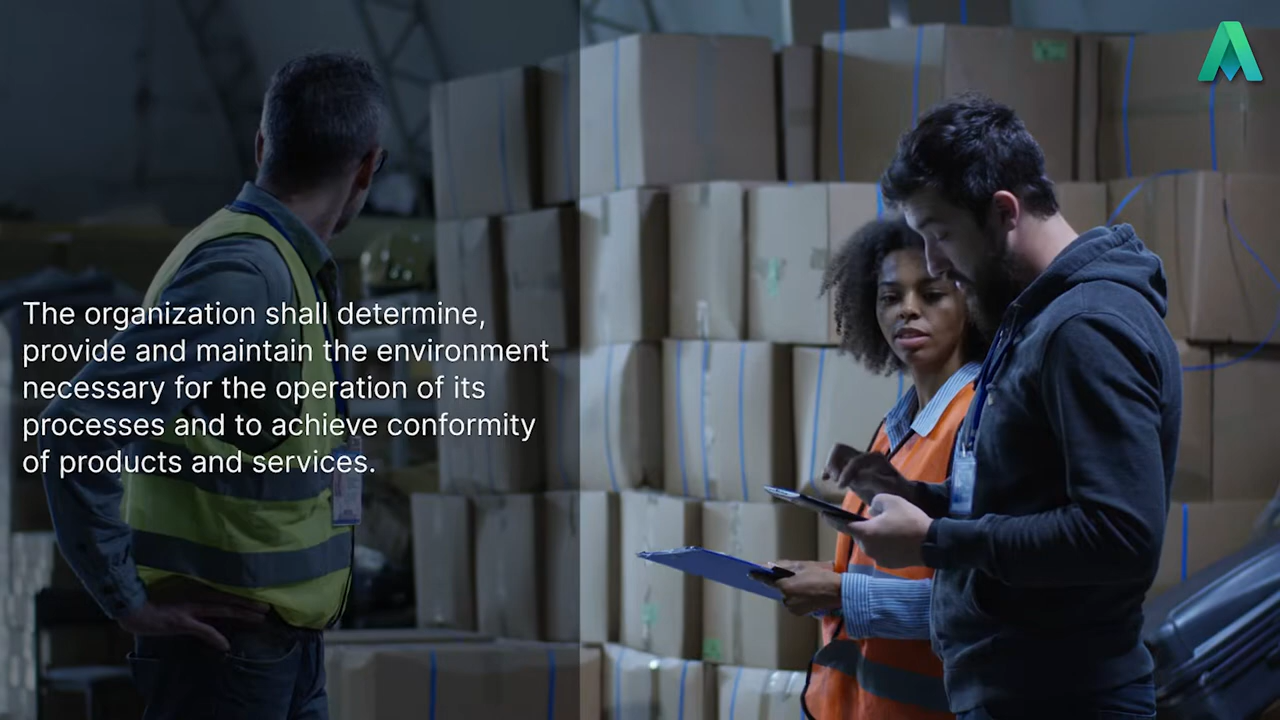 The organization shall determine,
provide and maintain the environment
necessary for the operation of its
processes and to achieve conformity
of products and services.